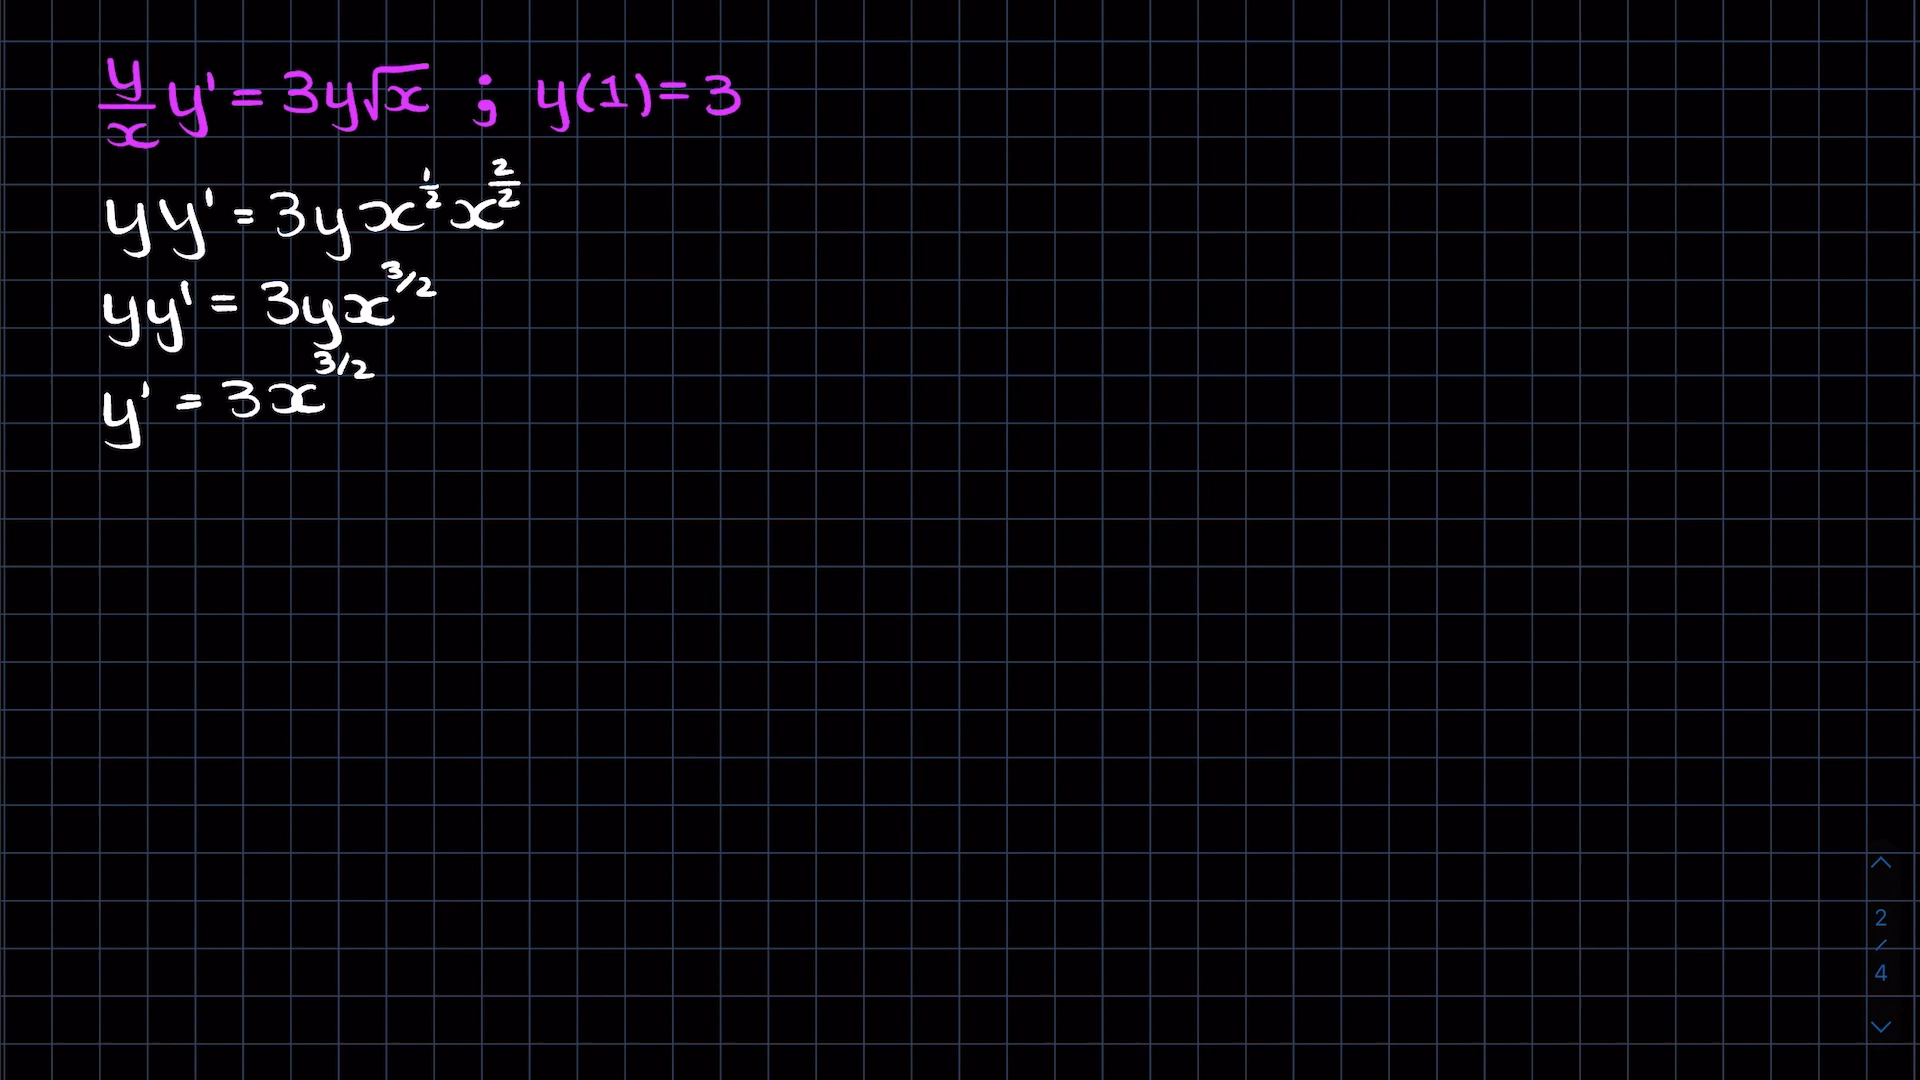 y/x y' = 3y√x ; y(1) = 3
yy' = 3yx^(1/2) x^(2/2)
yy' = 3yx^(3/2)
y' = 3x^(3/2)
2
/
4